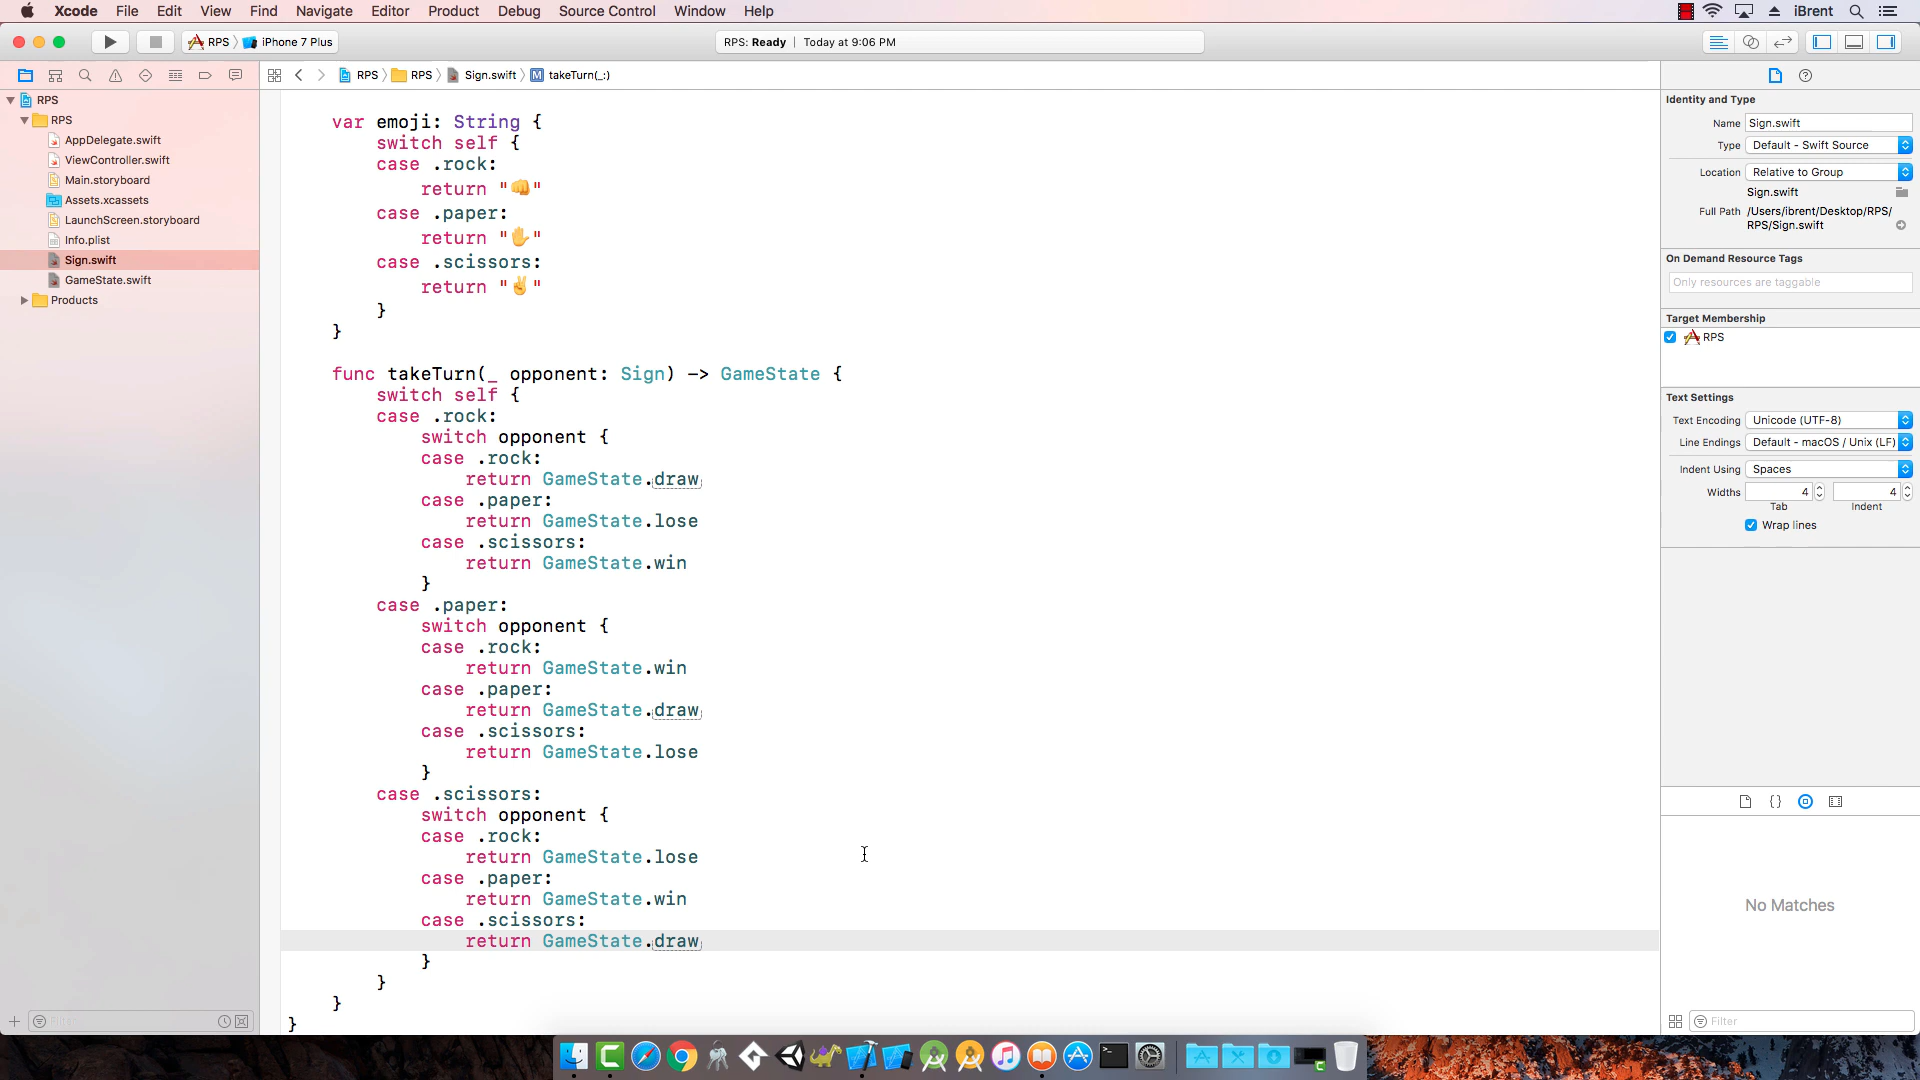 Xcode File Edit View Find Navigate Editor Product Debug Source Control Window Help iBrent
RPS iPhone 7 Plus RPS: Ready | Today at 9:06 PM
RPS RPS Sign.swift M takeTurn(_:)
RPS
RPS
AppDelegate.swift
ViewController.swift
Main.storyboard
Assets.xcassets
LaunchScreen.storyboard
Info.plist
Sign.swift
GameState.swift
Products
Filter
var emoji: String {
switch self {
case .rock:
return "👊"
case .paper:
return "✋"
case .scissors:
return "✌️"
}
}
func takeTurn(_ opponent: Sign) -> GameState {
switch self {
case .rock:
switch opponent {
case .rock:
return GameState.draw
case .paper:
return GameState.lose
case .scissors:
return GameState.win
}
case .paper:
switch opponent {
case .rock:
return GameState.win
case .paper:
return GameState.draw
case .scissors:
return GameState.lose
}
case .scissors:
switch opponent {
case .rock:
return GameState.lose
case .paper:
return GameState.win
case .scissors:
return GameState.draw
}
}
}
}
Identity and Type
Name Sign.swift
Type Default - Swift Source
Location Relative to Group
Sign.swift
Full Path /Users/ibrent/Desktop/RPS/
RPS/Sign.swift
On Demand Resource Tags
Only resources are taggable
Target Membership
RPS
Text Settings
Text Encoding Unicode (UTF-8)
Line Endings Default - macOS / Unix (LF)
Indent Using Spaces
Widths 4 4
Tab Indent
Wrap lines
{}
No Matches
Filter